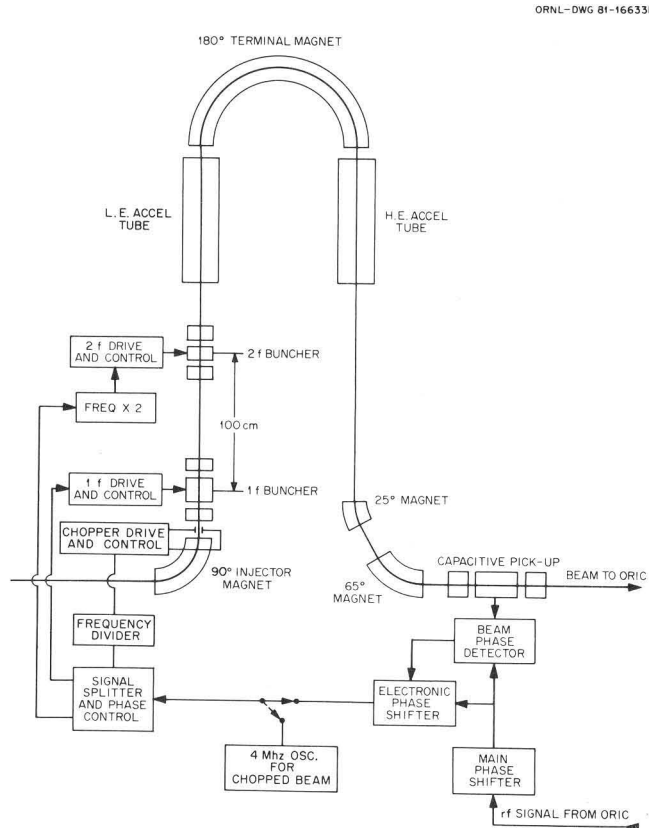 ORNL-DWG 81-16633
180° TERMINAL MAGNET
L.E. ACCEL
TUBE
H.E. ACCEL
TUBE
2 f DRIVE
AND CONTROL
2 f BUNCHER
FREQ X 2
100 cm
1 f DRIVE
AND CONTROL
1 f BUNCHER
25° MAGNET
CHOPPER DRIVE
AND CONTROL
90° INJECTOR
MAGNET
65°
MAGNET
CAPACITIVE PICK-UP
BEAM TO ORIC
FREQUENCY
DIVIDER
BEAM
PHASE
DETECTOR
SIGNAL
SPLITTER
AND PHASE
CONTROL
ELECTRONIC
PHASE
SHIFTER
4 Mhz OSC.
FOR
CHOPPED BEAM
MAIN
PHASE
SHIFTER
rf SIGNAL FROM ORIC